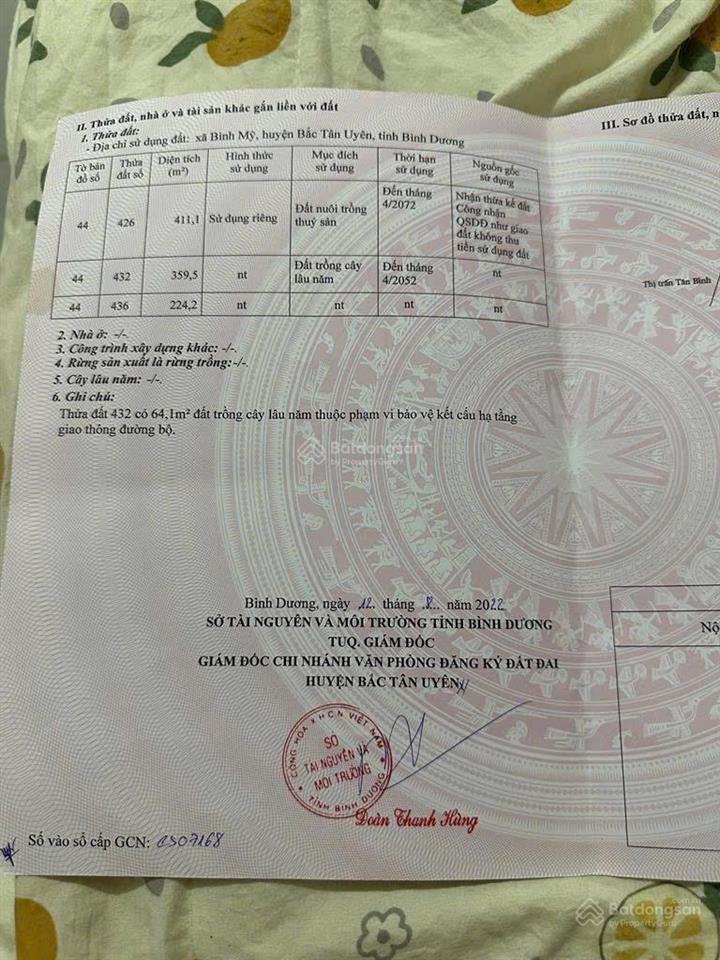 II. Thửa đất, nhà ở và tài sản khác gắn liền với đất
1. Thửa đất:
- Địa chỉ sử dụng đất: xã Bình Mỹ, huyện Bắc Tân Uyên, tỉnh Bình Dương
Tờ bản đồ số | Thửa đất số | Diện tích (m²) | Hình thức sử dụng | Mục đích sử dụng | Thời hạn sử dụng | Nguồn gốc sử dụng
44 | 426 | 411,1 | Sử dụng riêng | Đất nuôi trồng thuỷ sản | Đến tháng 4/2072 | Nhận thừa kế đất Công nhận QSDĐ như giao đất không thu tiền sử dụng đất
44 | 432 | 359,5 | nt | Đất trồng cây lâu năm | Đến tháng 4/2052 | nt
44 | 436 | 224,2 | nt | nt | nt | nt
2. Nhà ở: -/-.
3. Công trình xây dựng khác: -/-.
4. Rừng sản xuất là rừng trồng: -/-.
5. Cây lâu năm: -/-.
6. Ghi chú:
Thửa đất 432 có 64,1m² đất trồng cây lâu năm thuộc phạm vi bảo vệ kết cấu hạ tầng
giao thông đường bộ.
Batdongsan
by PropertyGuru
Bình Dương, ngày 12. tháng .8.. năm 2022
SỞ TÀI NGUYÊN VÀ MÔI TRƯỜNG TỈNH BÌNH DƯƠNG
TUQ. GIÁM ĐỐC
GIÁM ĐỐC CHI NHÁNH VĂN PHÒNG ĐĂNG KÝ ĐẤT ĐAI
HUYỆN BẮC TÂN UYÊN
CỘNG HÒA X.H.C.N VIỆT NAM
SỞ
TÀI NGUYÊN VÀ
MÔI TRƯỜNG
TỈNH BÌNH DƯƠNG
Đoàn Thanh Hùng
Số vào sổ cấp GCN: CS07168
III. Sơ đồ thửa đất, n
Thị trấn Tân Bình
Nộ
Batdongsan
.com.vn
by PropertyGuru